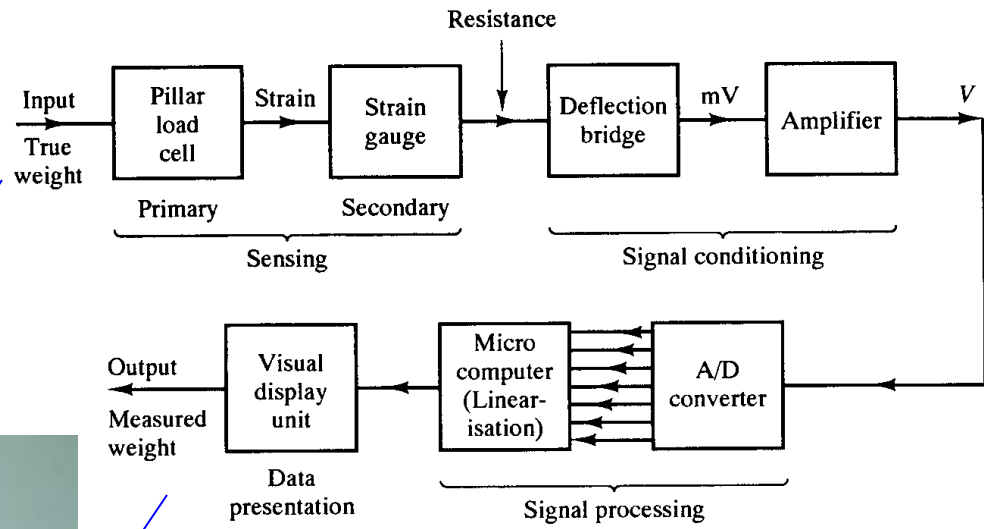 Resistance
Input
True
weight
Pillar
load
cell
Strain
Strain
gauge
Deflection
bridge
mV
Amplifier
V
Primary
Secondary
Sensing
Signal conditioning
Output
Measured
weight
Visual
display
unit
Micro
computer
(Linear-
isation)
A/D
converter
Data
presentation
Signal processing